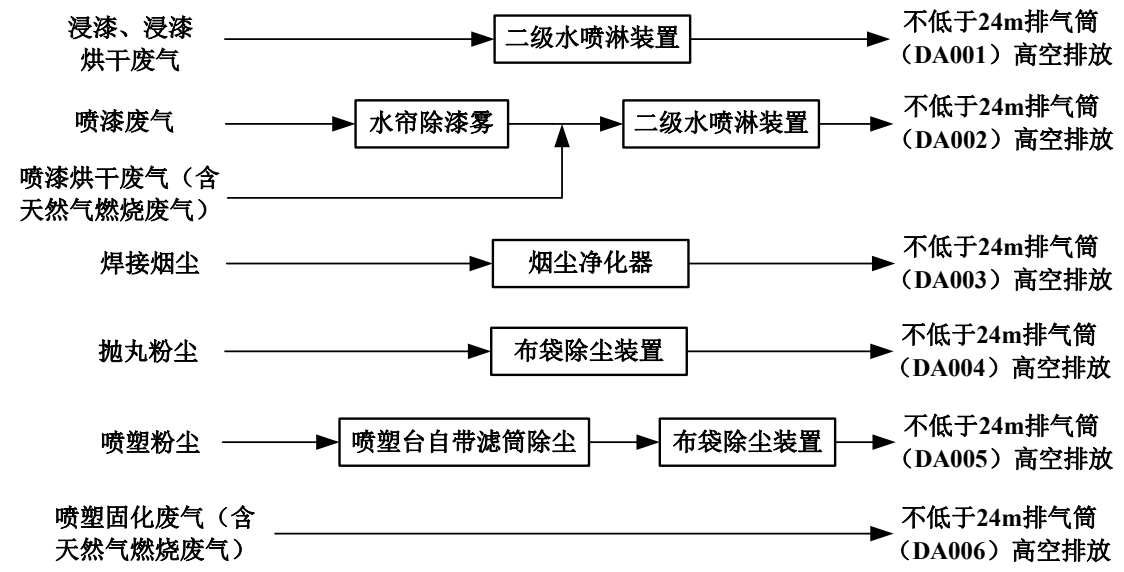 浸漆、浸漆
烘干废气
二级水喷淋装置
不低于24m排气筒
（DA001）高空排放
喷漆废气
水帘除漆雾
二级水喷淋装置
不低于24m排气筒
（DA002）高空排放
喷漆烘干废气（含
天然气燃烧废气）
焊接烟尘
烟尘净化器
不低于24m排气筒
（DA003）高空排放
抛丸粉尘
布袋除尘装置
不低于24m排气筒
（DA004）高空排放
喷塑粉尘
喷塑台自带滤筒除尘
布袋除尘装置
不低于24m排气筒
（DA005）高空排放
喷塑固化废气（含
天然气燃烧废气）
不低于24m排气筒
（DA006）高空排放